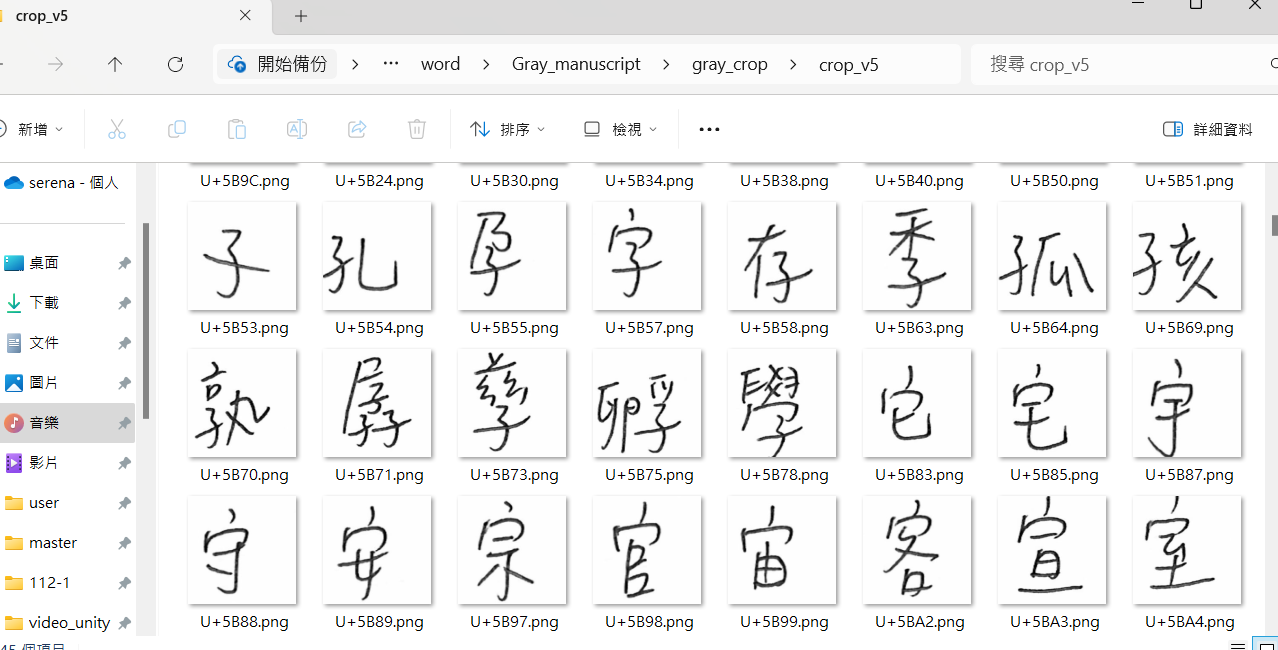 crop_v5
開始備份 > ... word > Gray_manuscript > gray_crop > crop_v5
搜尋 crop_v5
新增 排序 檢視 ... 詳細資料
serena - 個人
桌面
下載
文件
圖片
音樂
影片
user
master
112-1
video_unity
U+5B9C.png U+5B24.png U+5B30.png U+5B34.png U+5B38.png U+5B40.png U+5B50.png U+5B51.png
子 孔 孕 字 存 季 孤 孩
U+5B53.png U+5B54.png U+5B55.png U+5B57.png U+5B58.png U+5B63.png U+5B64.png U+5B69.png
孰 孱 孳 孵 學 它 宅 宇
U+5B70.png U+5B71.png U+5B73.png U+5B75.png U+5B78.png U+5B83.png U+5B85.png U+5B87.png
守 安 宗 官 宙 客 宣 室
U+5B88.png U+5B89.png U+5B97.png U+5B98.png U+5B99.png U+5BA2.png U+5BA3.png U+5BA4.png